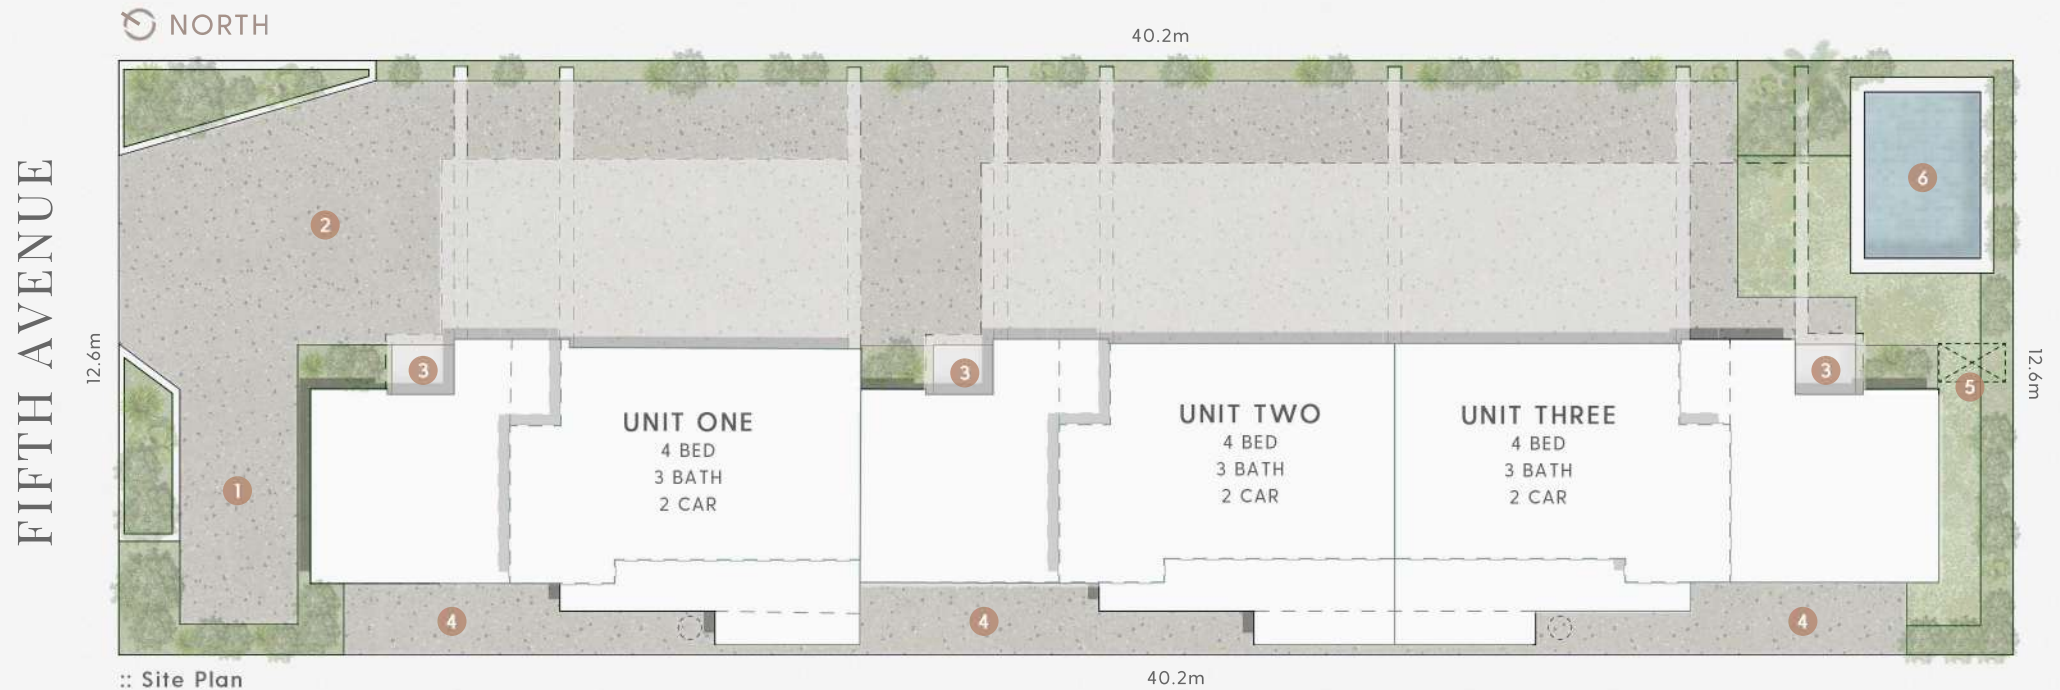 NORTH
40.2m
FIFTH AVENUE
12.6m
12.6m
2
6
3
3
3
5
UNIT ONE
4 BED
3 BATH
2 CAR
UNIT TWO
4 BED
3 BATH
2 CAR
UNIT THREE
4 BED
3 BATH
2 CAR
1
4
4
4
:: Site Plan
40.2m